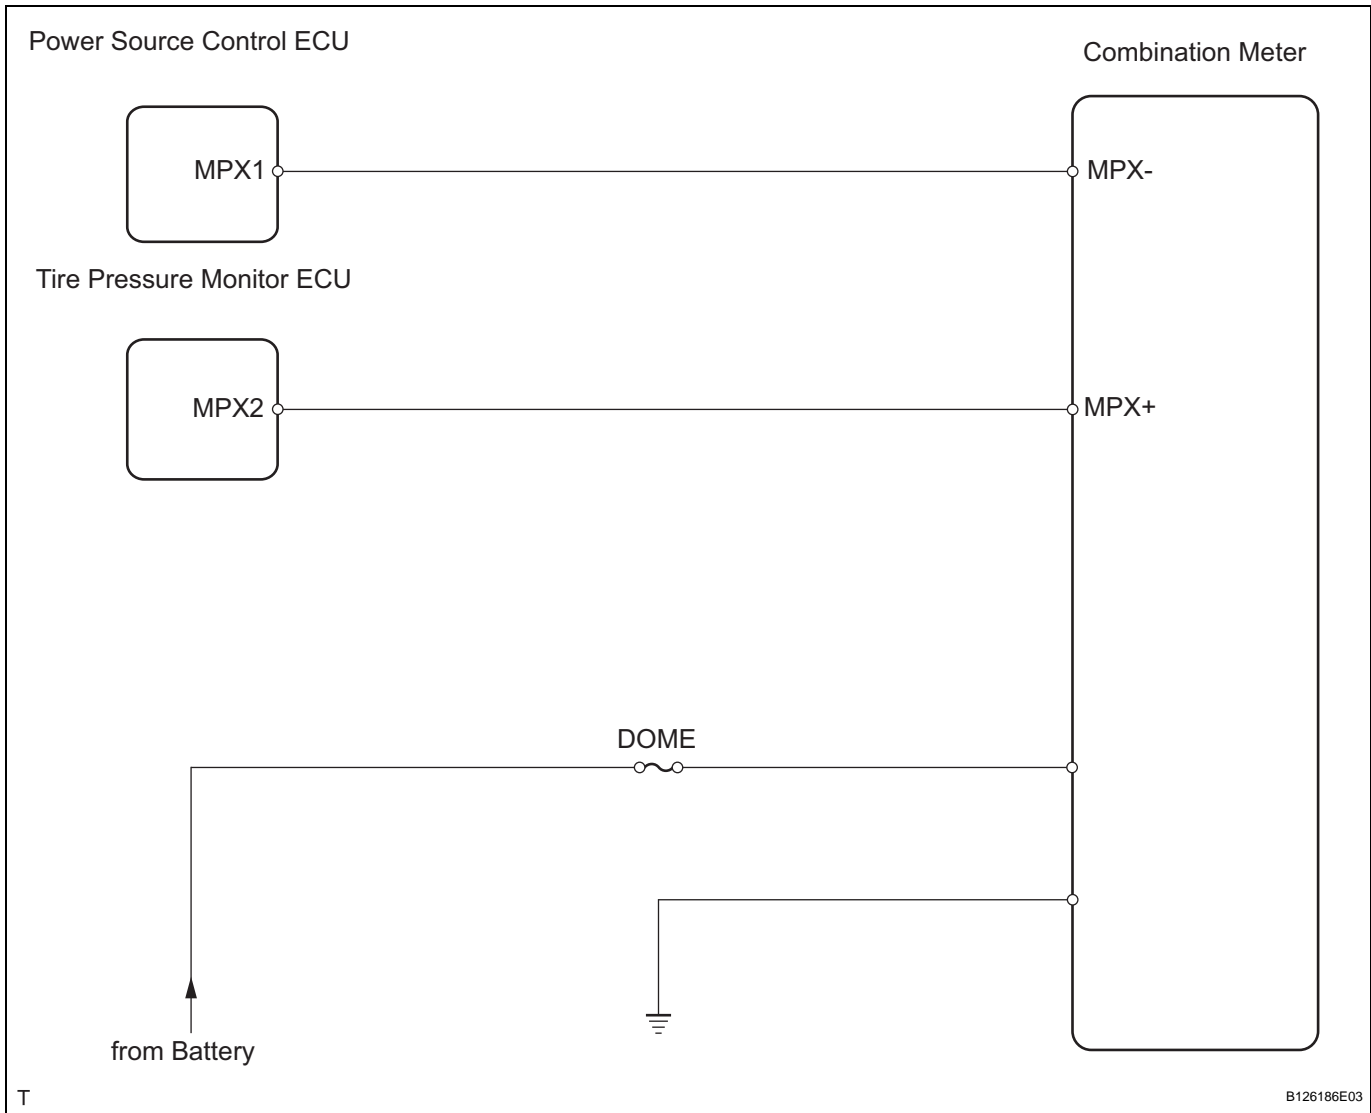 Power Source Control ECU
Combination Meter
MPX1
MPX-
Tire Pressure Monitor ECU
MPX2
MPX+
DOME
from Battery
T
B126186E03